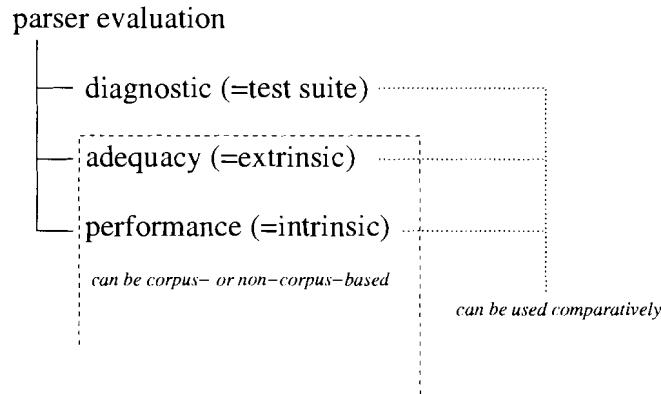 parser evaluation
diagnostic (=test suite)
adequacy (=extrinsic)
performance (=intrinsic)
can be corpus- or non-corpus-based
can be used comparatively